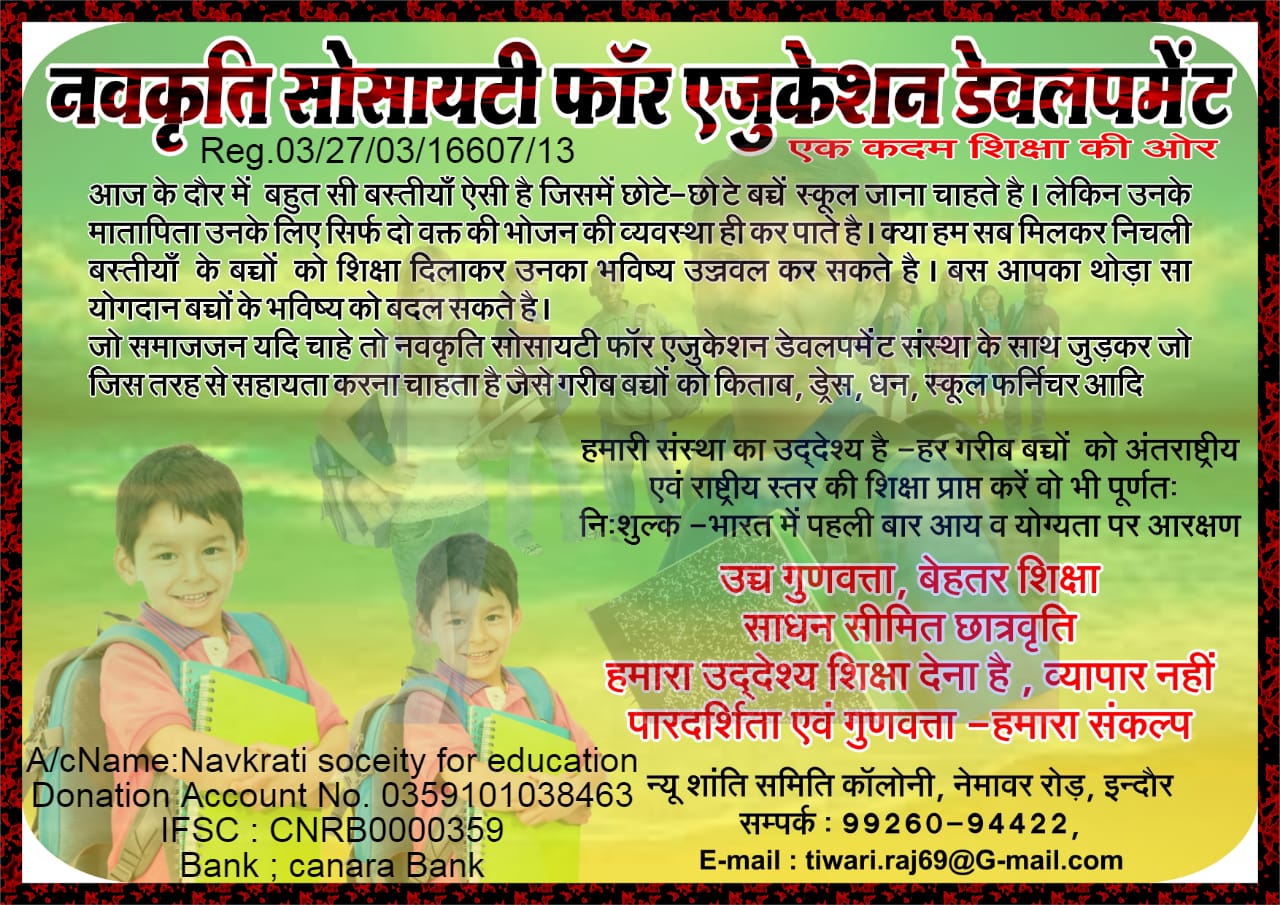 नवकृति सोसायटी फॉर एजुकेशन डेवलपमेंट
Reg.03/27/03/16607/13
एक कदम शिक्षा की ओर
आज के दौर में बहुत सी बस्तीयाँ ऐसी है जिसमें छोटे-छोटे बच्चें स्कूल जाना चाहते है। लेकिन उनके
मातापिता उनके लिए सिर्फ दो वक्त की भोजन की व्यवस्था ही कर पाते है। क्या हम सब मिलकर निचली
बस्तीयाँ के बच्चों को शिक्षा दिलाकर उनका भविष्य उज्जवल कर सकते है। बस आपका थोड़ा सा
योगदान बच्चों के भविष्य को बदल सकते है।
जो समाजजन यदि चाहे तो नवकृति सोसायटी फॉर एजुकेशन डेवलपमेंट संस्था के साथ जुड़कर जो
जिस तरह से सहायता करना चाहता है जैसे गरीब बच्चों को किताब, ड्रेस, धन, स्कूल फर्निचर आदि
हमारी संस्था का उद्देश्य है -हर गरीब बच्चों को अंतराष्ट्रीय
एवं राष्ट्रीय स्तर की शिक्षा प्राप्त करें वो भी पूर्णतः
निःशुल्क -भारत में पहली बार आय व योग्यता पर आरक्षण
उच्च गुणवत्ता, बेहतर शिक्षा
साधन सीमित छात्रवृति
हमारा उद्देश्य शिक्षा देना है , व्यापार नहीं
पारदर्शिता एवं गुणवत्ता -हमारा संकल्प
A/cName:Navkrati soceity for education
Donation Account No. 0359101038463
IFSC : CNRB0000359
Bank ; canara Bank
न्यू शांति समिति कॉलोनी, नेमावर रोड़, इन्दौर
सम्पर्क : 99260-94422,
E-mail : tiwari.raj69@G-mail.com